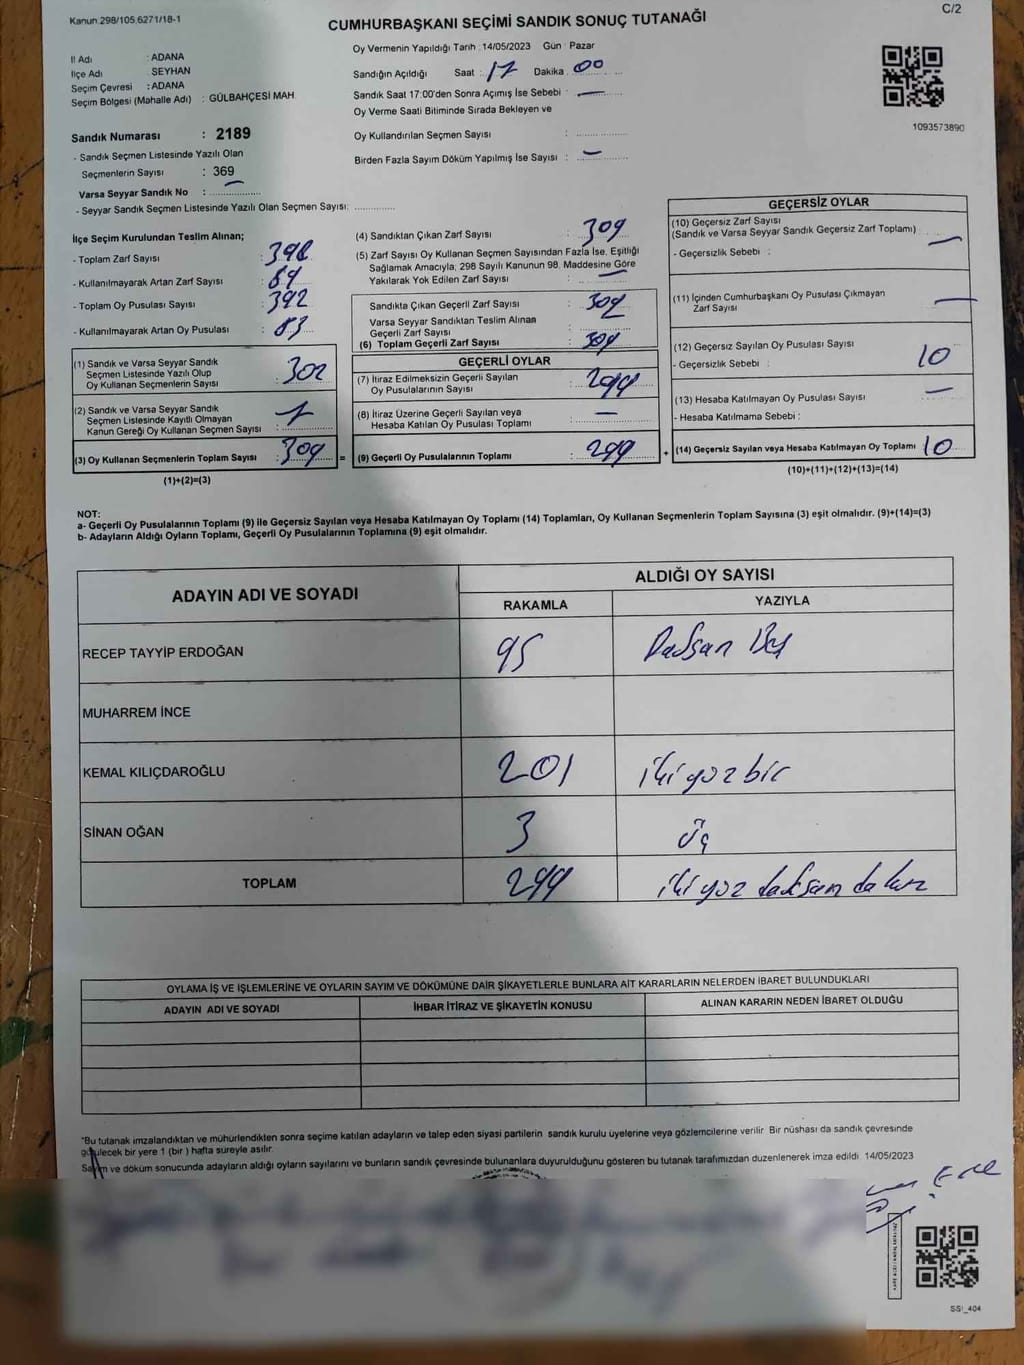 Kanun.298/105.6271/18-1
C/2
CUMHURBAŞKANI SEÇİMİ SANDIK SONUÇ TUTANAĞI
İl Adı : ADANA
İlçe Adı : SEYHAN
Seçim Çevresi : ADANA
Seçim Bölgesi (Mahalle Adı) : GÜLBAHÇESİ MAH.
Sandık Numarası : 2189
- Sandık Seçmen Listesinde Yazılı Olan
Seçmenlerin Sayısı : 369
Varsa Seyyar Sandık No :
- Seyyar Sandık Seçmen Listesinde Yazılı Olan Seçmen Sayısı:
Oy Vermenin Yapıldığı Tarih : 14/05/2023 Gün : Pazar
Sandığın Açıldığı Saat : 17 Dakika : 00
Sandık Saat 17:00'den Sonra Açımış İse Sebebi : —
Oy Verme Saati Bitiminde Sırada Bekleyen ve
Oy Kullandırılan Seçmen Sayısı :
Birden Fazla Sayım Döküm Yapılmış İse Sayısı : —
1093573890
İlçe Seçim Kurulundan Teslim Alınan;
- Toplam Zarf Sayısı :
- Kullanılmayarak Artan Zarf Sayısı :
- Toplam Oy Pusulası Sayısı : 392
- Kullanılmayarak Artan Oy Pusulası : 83
(1) Sandık ve Varsa Seyyar Sandık
Seçmen Listesinde Yazılı Olup
Oy Kullanan Seçmenlerin Sayısı : 302
(2) Sandık ve Varsa Seyyar Sandık
Seçmen Listesinde Kayıtlı Olmayan
Kanun Gereği Oy Kullanan Seçmen Sayısı : 7
(3) Oy Kullanan Seçmenlerin Toplam Sayısı : 309 =
(1)+(2)=(3)
(4) Sandıktan Çıkan Zarf Sayısı : 309
(5) Zarf Sayısı Oy Kullanan Seçmen Sayısından Fazla İse, Eşitliği
Sağlamak Amacıyla; 298 Sayılı Kanunun 98. Maddesine Göre
Yakılarak Yok Edilen Zarf Sayısı : —
Sandıkta Çıkan Geçerli Zarf Sayısı : 309
Varsa Seyyar Sandıktan Teslim Alınan
Geçerli Zarf Sayısı :
(6) Toplam Geçerli Zarf Sayısı : 309
GEÇERLİ OYLAR
(7) İtiraz Edilmeksizin Geçerli Sayılan
Oy Pusulalarının Sayısı : 299
(8) İtiraz Üzerine Geçerli Sayılan veya
Hesaba Katılan Oy Pusulası Toplamı : —
(9) Geçerli Oy Pusulalarının Toplamı : 299 +
GEÇERSİZ OYLAR
(10) Geçersiz Zarf Sayısı
(Sandık ve Varsa Seyyar Sandık Geçersiz Zarf Toplamı) : —
- Geçersizlik Sebebi :
(11) İçinden Cumhurbaşkanı Oy Pusulası Çıkmayan
Zarf Sayısı : —
(12) Geçersiz Sayılan Oy Pusulası Sayısı : 10
- Geçersizlik Sebebi :
(13) Hesaba Katılmayan Oy Pusulası Sayısı : —
- Hesaba Katılmama Sebebi :
(14) Geçersiz Sayılan veya Hesaba Katılmayan Oy Toplamı 10
(10)+(11)+(12)+(13)=(14)
NOT:
a- Geçerli Oy Pusulalarının Toplamı (9) ile Geçersiz Sayılan veya Hesaba Katılmayan Oy Toplamı (14) Toplamları, Oy Kullanan Seçmenlerin Toplam Sayısına (3) eşit olmalıdır. (9)+(14)=(3)
b- Adayların Aldığı Oyların Toplamı, Geçerli Oy Pusulalarının Toplamına (9) eşit olmalıdır.
ADAYIN ADI VE SOYADI ALDIĞI OY SAYISI
RAKAMLA YAZIYLA
RECEP TAYYİP ERDOĞAN 95 Doksan Beş
MUHARREM İNCE
KEMAL KILIÇDAROĞLU 201 iki yüz bir
SİNAN OĞAN 3 üç
TOPLAM 299 iki yüz doksan dokuz
OYLAMA İŞ VE İŞLEMLERİNE VE OYLARIN SAYIM VE DÖKÜMÜNE DAİR ŞİKAYETLERLE BUNLARA AİT KARARLARIN NELERDEN İBARET BULUNDUKLARI
ADAYIN ADI VE SOYADI İHBAR İTİRAZ VE ŞİKAYETİN KONUSU ALINAN KARARIN NEDEN İBARET OLDUĞU
*Bu tutanak imzalandıktan ve mühürlendikten sonra seçime katılan adayların ve talep eden siyasi partilerin sandık kurulu üyelerine veya gözlemcilerine verilir. Bir nüshası da sandık çevresinde
görülecek bir yere 1 (bir ) hafta süreyle asılır.
Sayım ve döküm sonucunda adayların aldığı oyların sayılarını ve bunların sandık çevresinde bulunanlara duyurulduğunu gösteren bu tutanak tarafımızdan düzenlenerek imza edildi. 14/05/2023
SSI_404